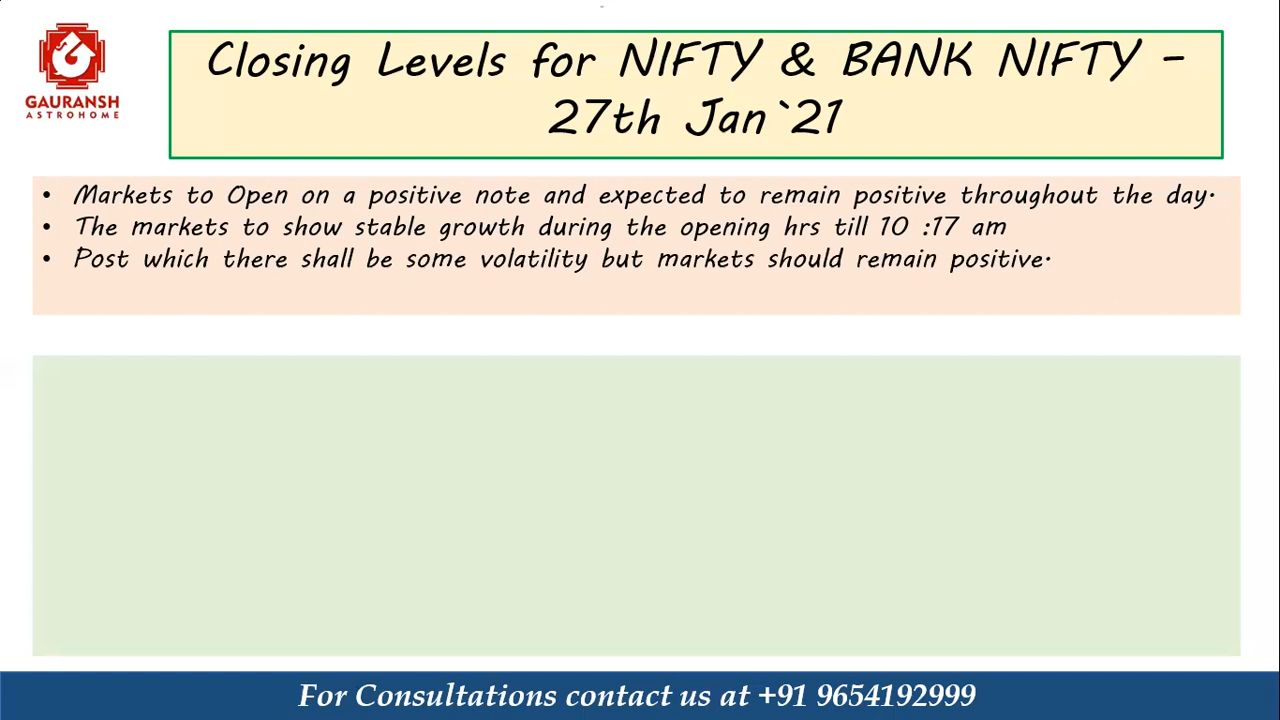 GAURANSH
ASTROHOME
Closing Levels for NIFTY & BANK NIFTY –
27th Jan`21
• Markets to Open on a positive note and expected to remain positive throughout the day.
• The markets to show stable growth during the opening hrs till 10 :17 am
• Post which there shall be some volatility but markets should remain positive.
For Consultations contact us at +91 9654192999